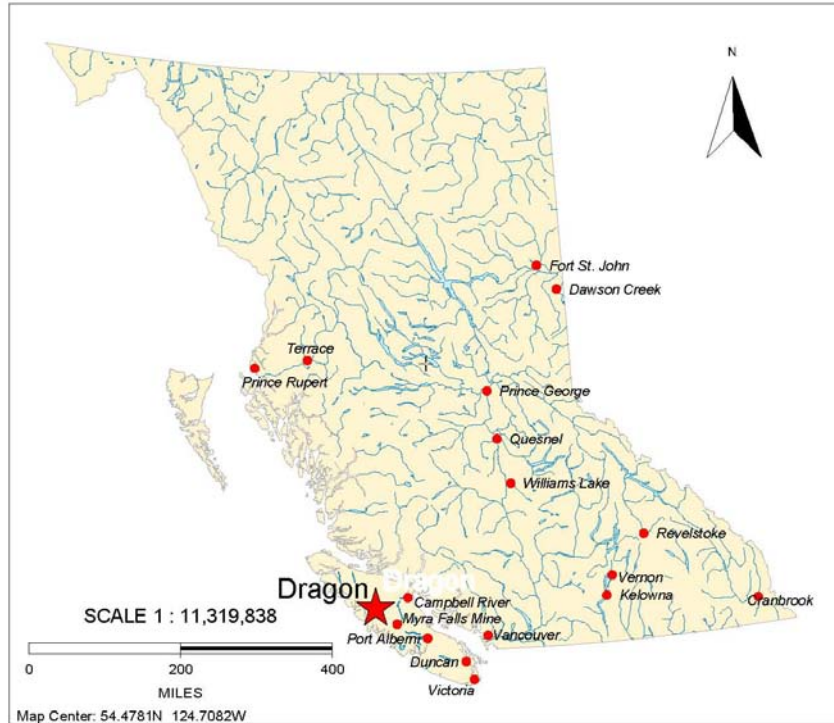 N
Fort St. John
Dawson Creek
Terrace
Prince Rupert
Prince George
Quesnel
Williams Lake
Revelstoke
Dragon
Dragon
Vernon
Kelowna
Cranbrook
Campbell River
Myra Falls Mine
Port Alberni
Vancouver
Duncan
Victoria
SCALE 1 : 11,319,838
0 200 400
MILES
Map Center: 54.4781N 124.7082W